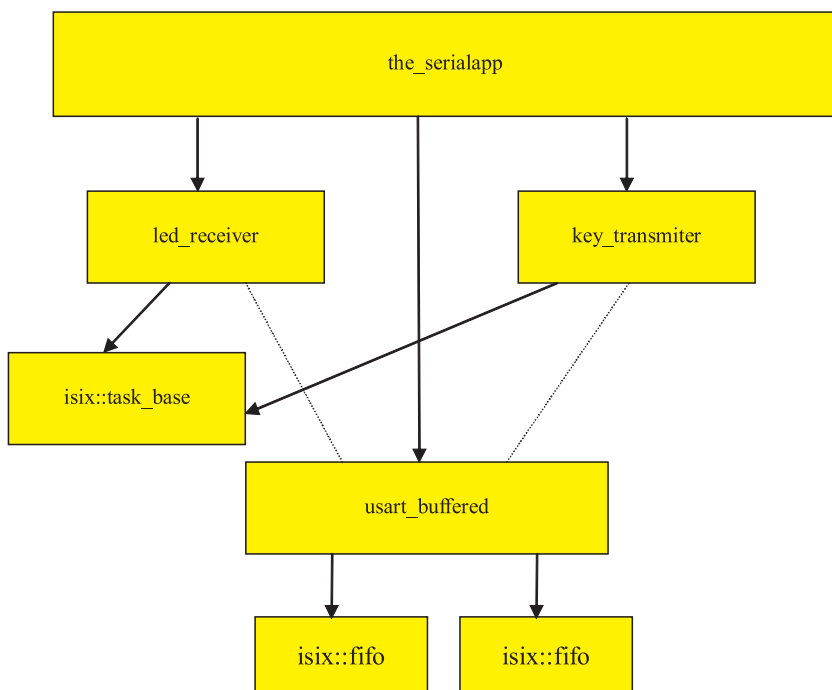 the_serialapp
led_receiver
key_transmiter
isix::task_base
usart_buffered
isix::fifo
isix::fifo